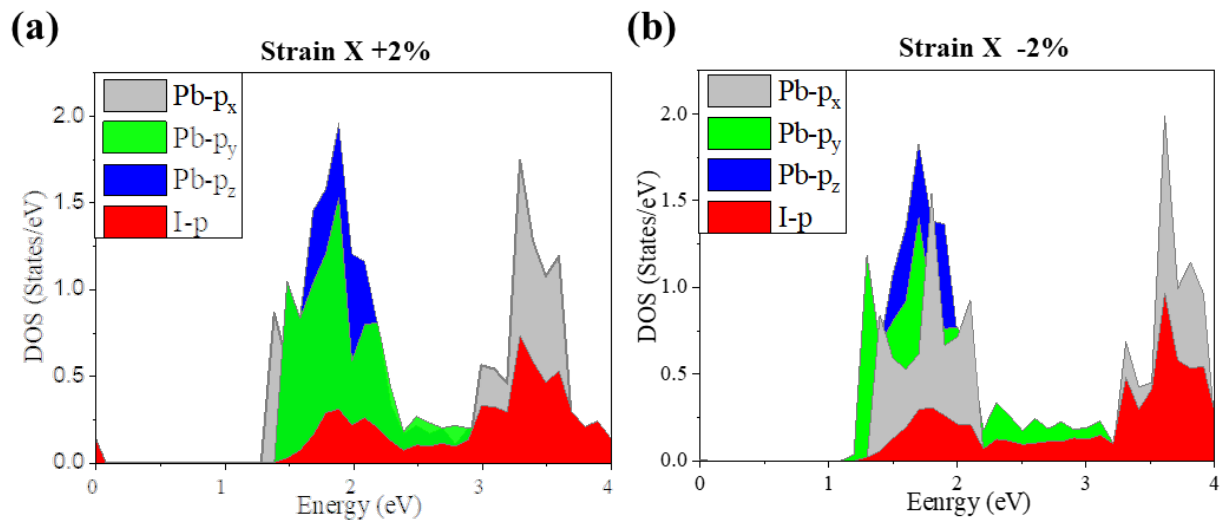 (a)
Strain X +2%
Pb-px
Pb-py
Pb-pz
I-p
DOS (States/eV)
2.0
1.5
1.0
0.5
0.0
0 1 2 3 4
Energy (eV)
(b)
Strain X -2%
Pb-px
Pb-py
Pb-pz
I-p
DOS (States/eV)
2.0
1.5
1.0
0.5
0.0
0 1 2 3 4
Eenrgy (eV)